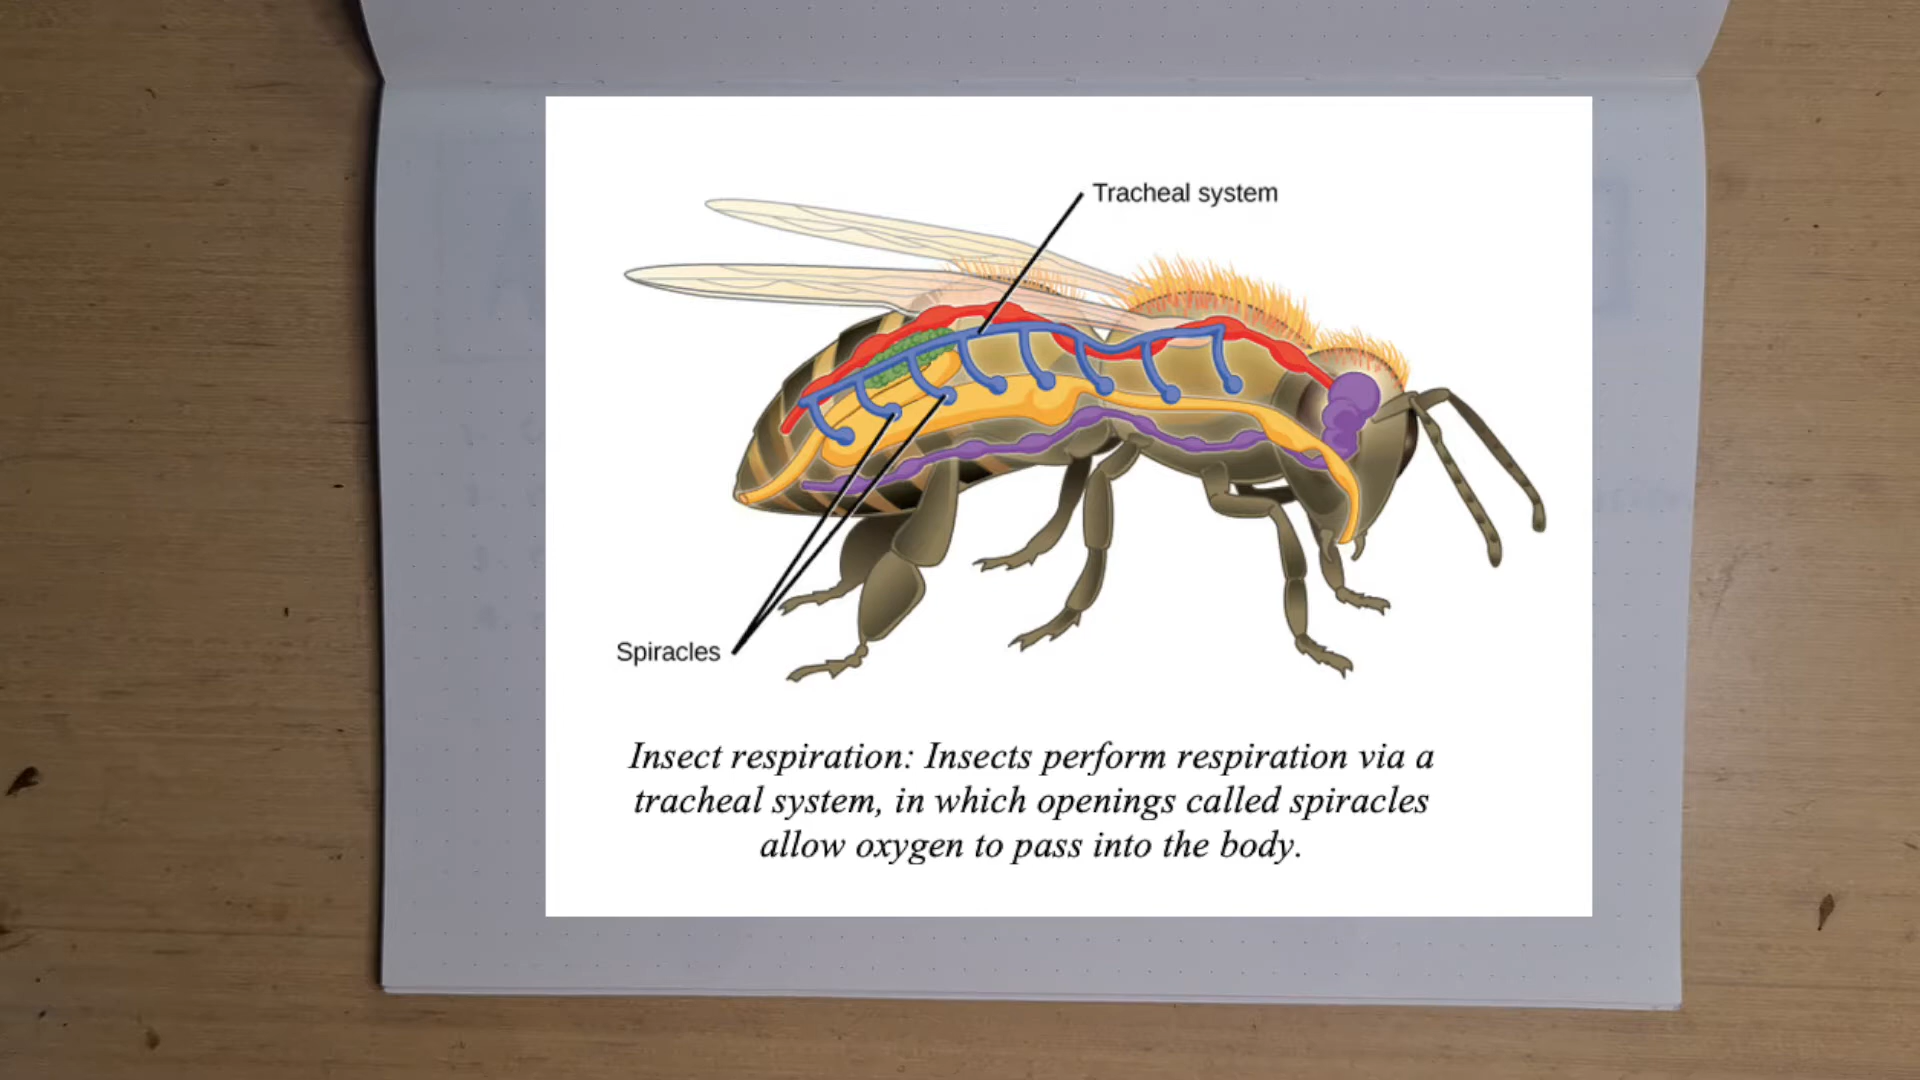 Tracheal system
Spiracles
Insect respiration: Insects perform respiration via a
tracheal system, in which openings called spiracles
allow oxygen to pass into the body.